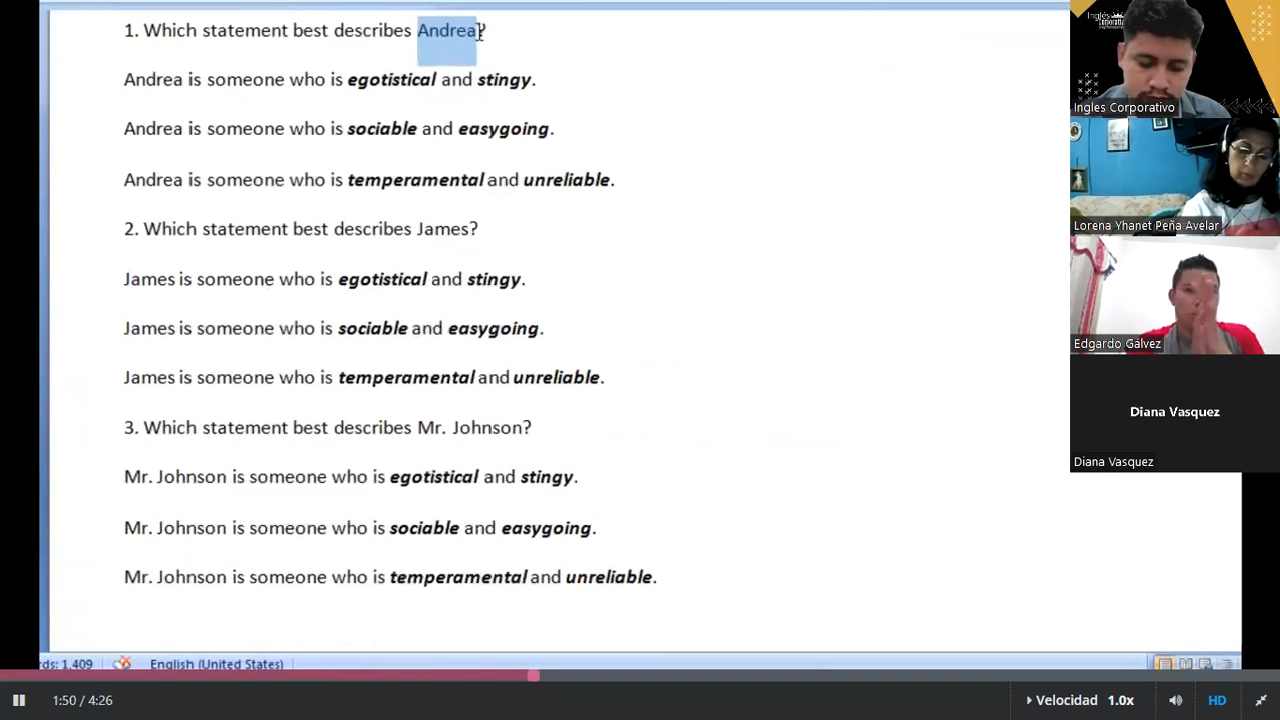 1. Which statement best describes Andrea?
Andrea is someone who is egotistical and stingy.
Andrea is someone who is sociable and easygoing.
Andrea is someone who is temperamental and unreliable.
2. Which statement best describes James?
James is someone who is egotistical and stingy.
James is someone who is sociable and easygoing.
James is someone who is temperamental and unreliable.
3. Which statement best describes Mr. Johnson?
Mr. Johnson is someone who is egotistical and stingy.
Mr. Johnson is someone who is sociable and easygoing.
Mr. Johnson is someone who is temperamental and unreliable.
rds: 1,409 English (United States)
Inglés Corporativo
Ingles Corporativo
Lorena Yhanet Peña Avelar
Edgardo Gálvez
Diana Vasquez
Diana Vasquez
1:50 / 4:26 Velocidad 1.0x HD